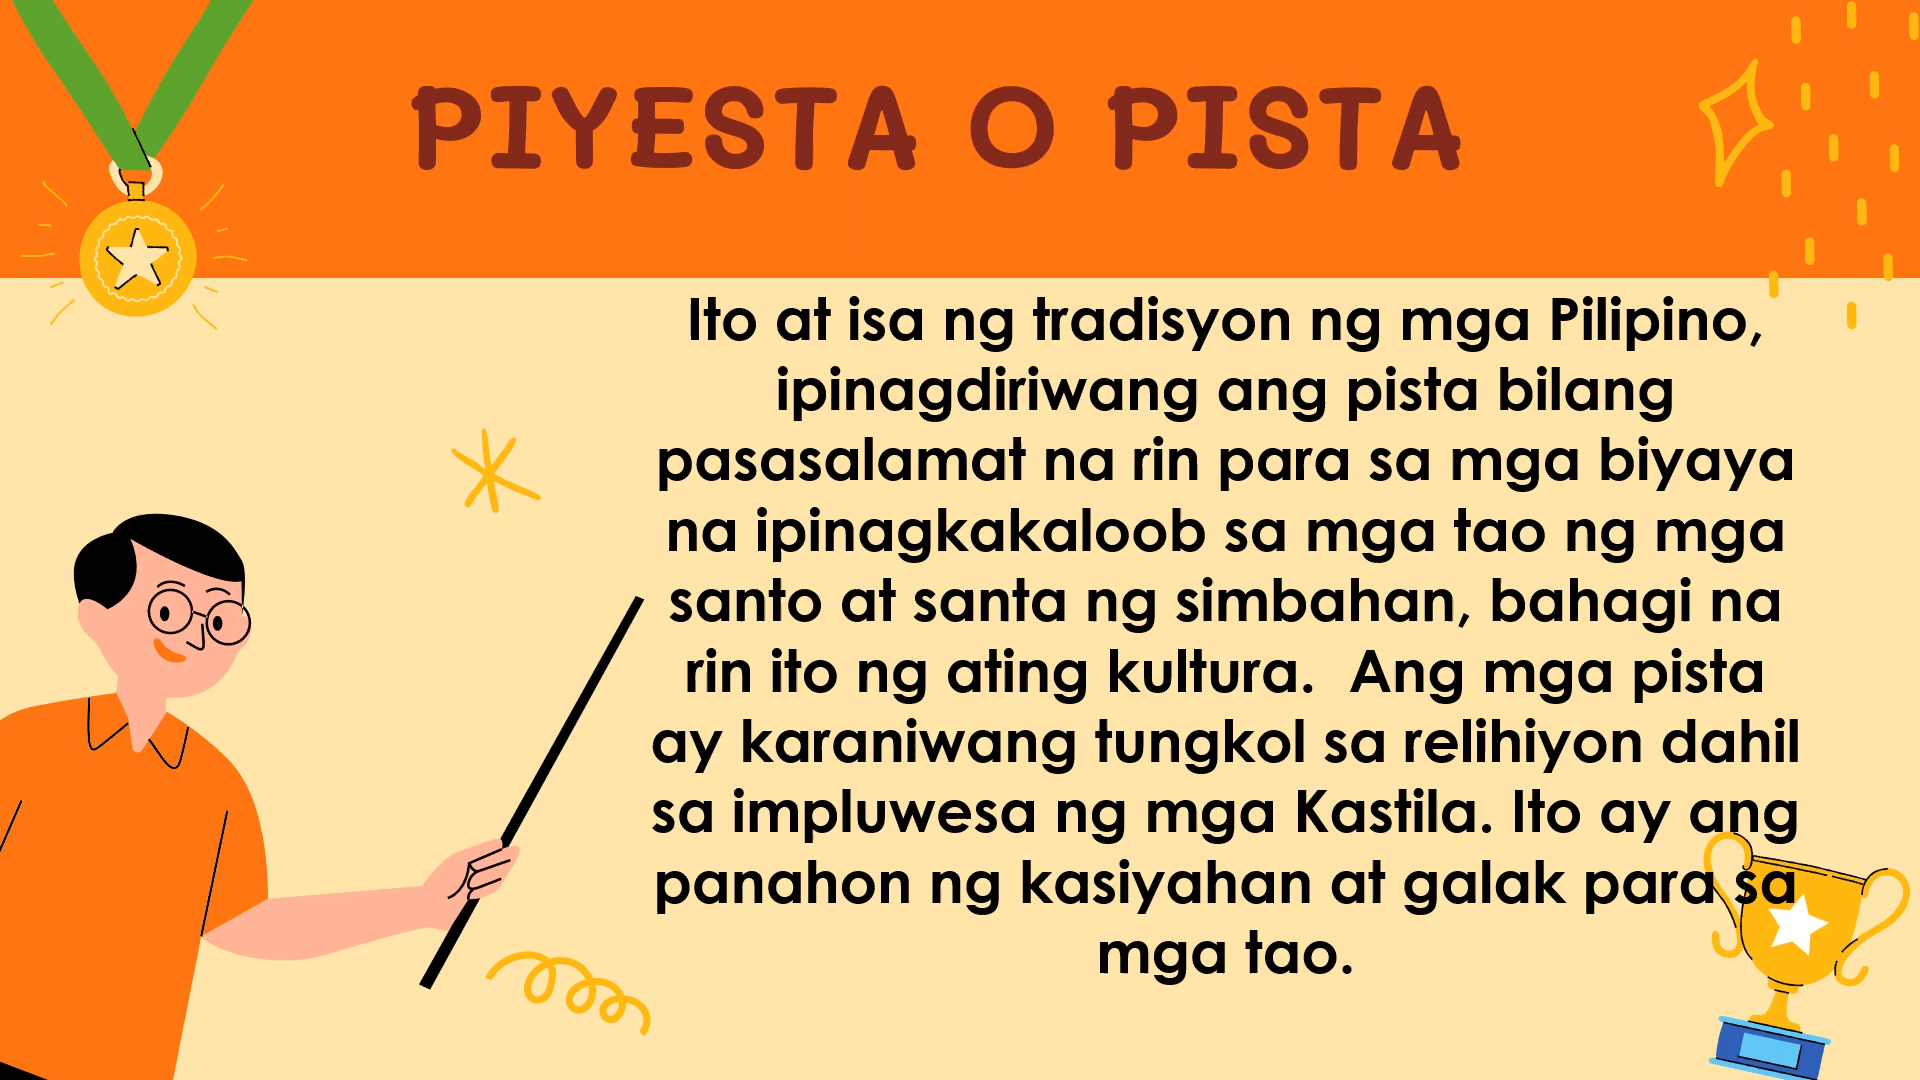 PIYESTA O PISTA
Ito at isa ng tradisyon ng mga Pilipino,
ipinagdiriwang ang pista bilang
pasasalamat na rin para sa mga biyaya
na ipinagkakaloob sa mga tao ng mga
santo at santa ng simbahan, bahagi na
rin ito ng ating kultura.  Ang mga pista
ay karaniwang tungkol sa relihiyon dahil
sa impluwesa ng mga Kastila. Ito ay ang
panahon ng kasiyahan at galak para sa
mga tao.